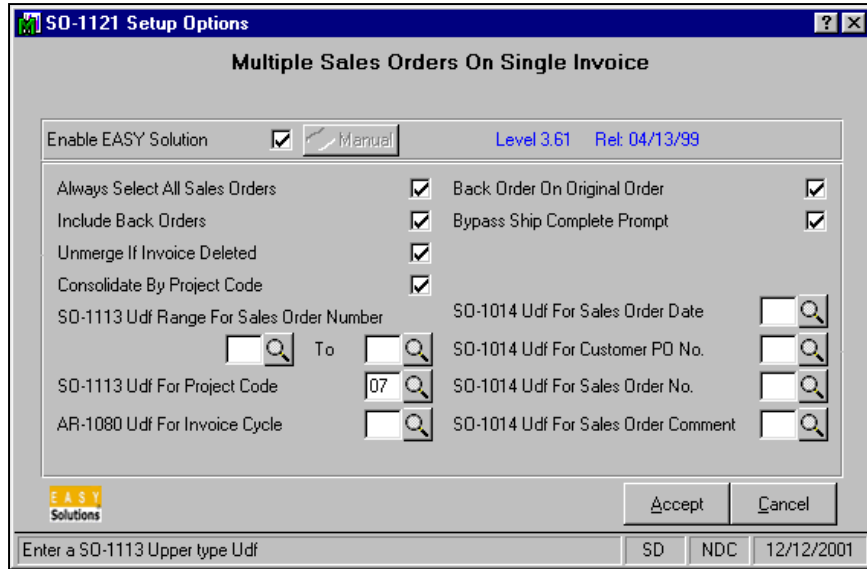 SO-1121 Setup Options
Multiple Sales Orders On Single Invoice
Enable EASY Solution Manual Level 3.61 Rel: 04/13/99
Always Select All Sales Orders Back Order On Original Order
Include Back Orders Bypass Ship Complete Prompt
Unmerge If Invoice Deleted
Consolidate By Project Code
SO-1113 Udf Range For Sales Order Number SO-1014 Udf For Sales Order Date
To SO-1014 Udf For Customer PO No.
SO-1113 Udf For Project Code 07 SO-1014 Udf For Sales Order No.
AR-1080 Udf For Invoice Cycle SO-1014 Udf For Sales Order Comment
EASY
Solutions
Accept Cancel
Enter a SO-1113 Upper type Udf SD NDC 12/12/2001